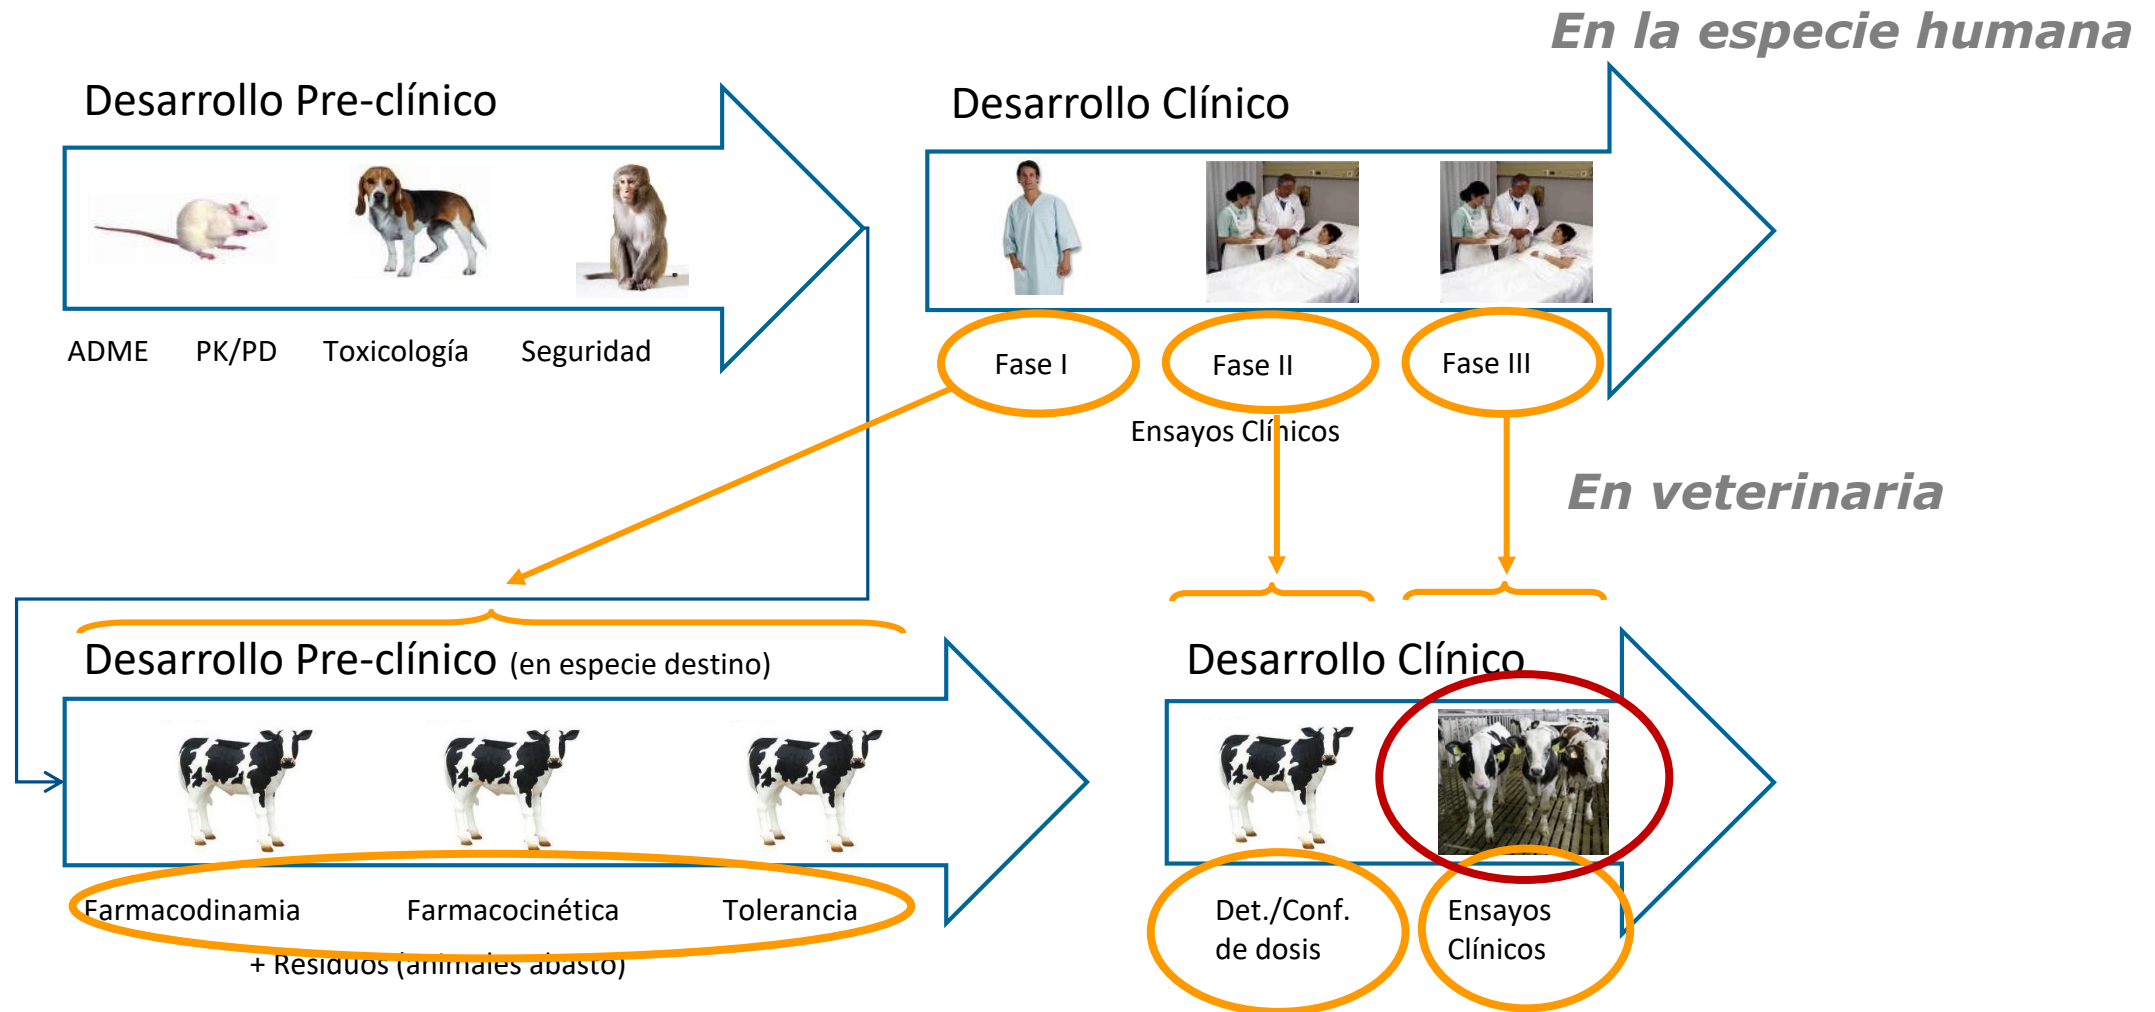 En la especie humana
Desarrollo Pre-clínico
Desarrollo Clínico
ADME PK/PD Toxicología Seguridad
Fase I Fase II Fase III
Ensayos Clínicos
En veterinaria
Desarrollo Pre-clínico (en especie destino)
Desarrollo Clínico
Farmacodinamia Farmacocinética Tolerancia
+ Residuos (animales abasto)
Det./Conf.
de dosis
Ensayos
Clínicos